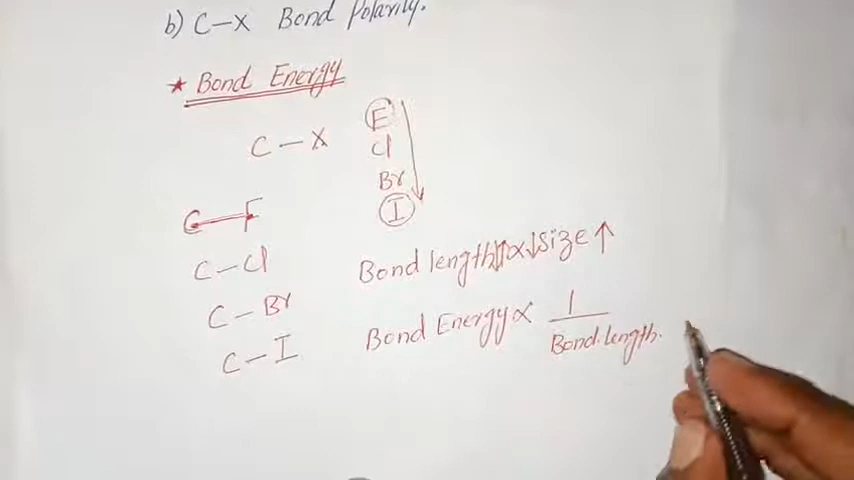 b) C-X Bond Polarity.
★ Bond Energy
C - X
F
Cl
Br
I
C-F
C-Cl
C-Br
C-I
Bond length↓↑∝↓size↑
Bond Energy ∝ 1/Bond.length.